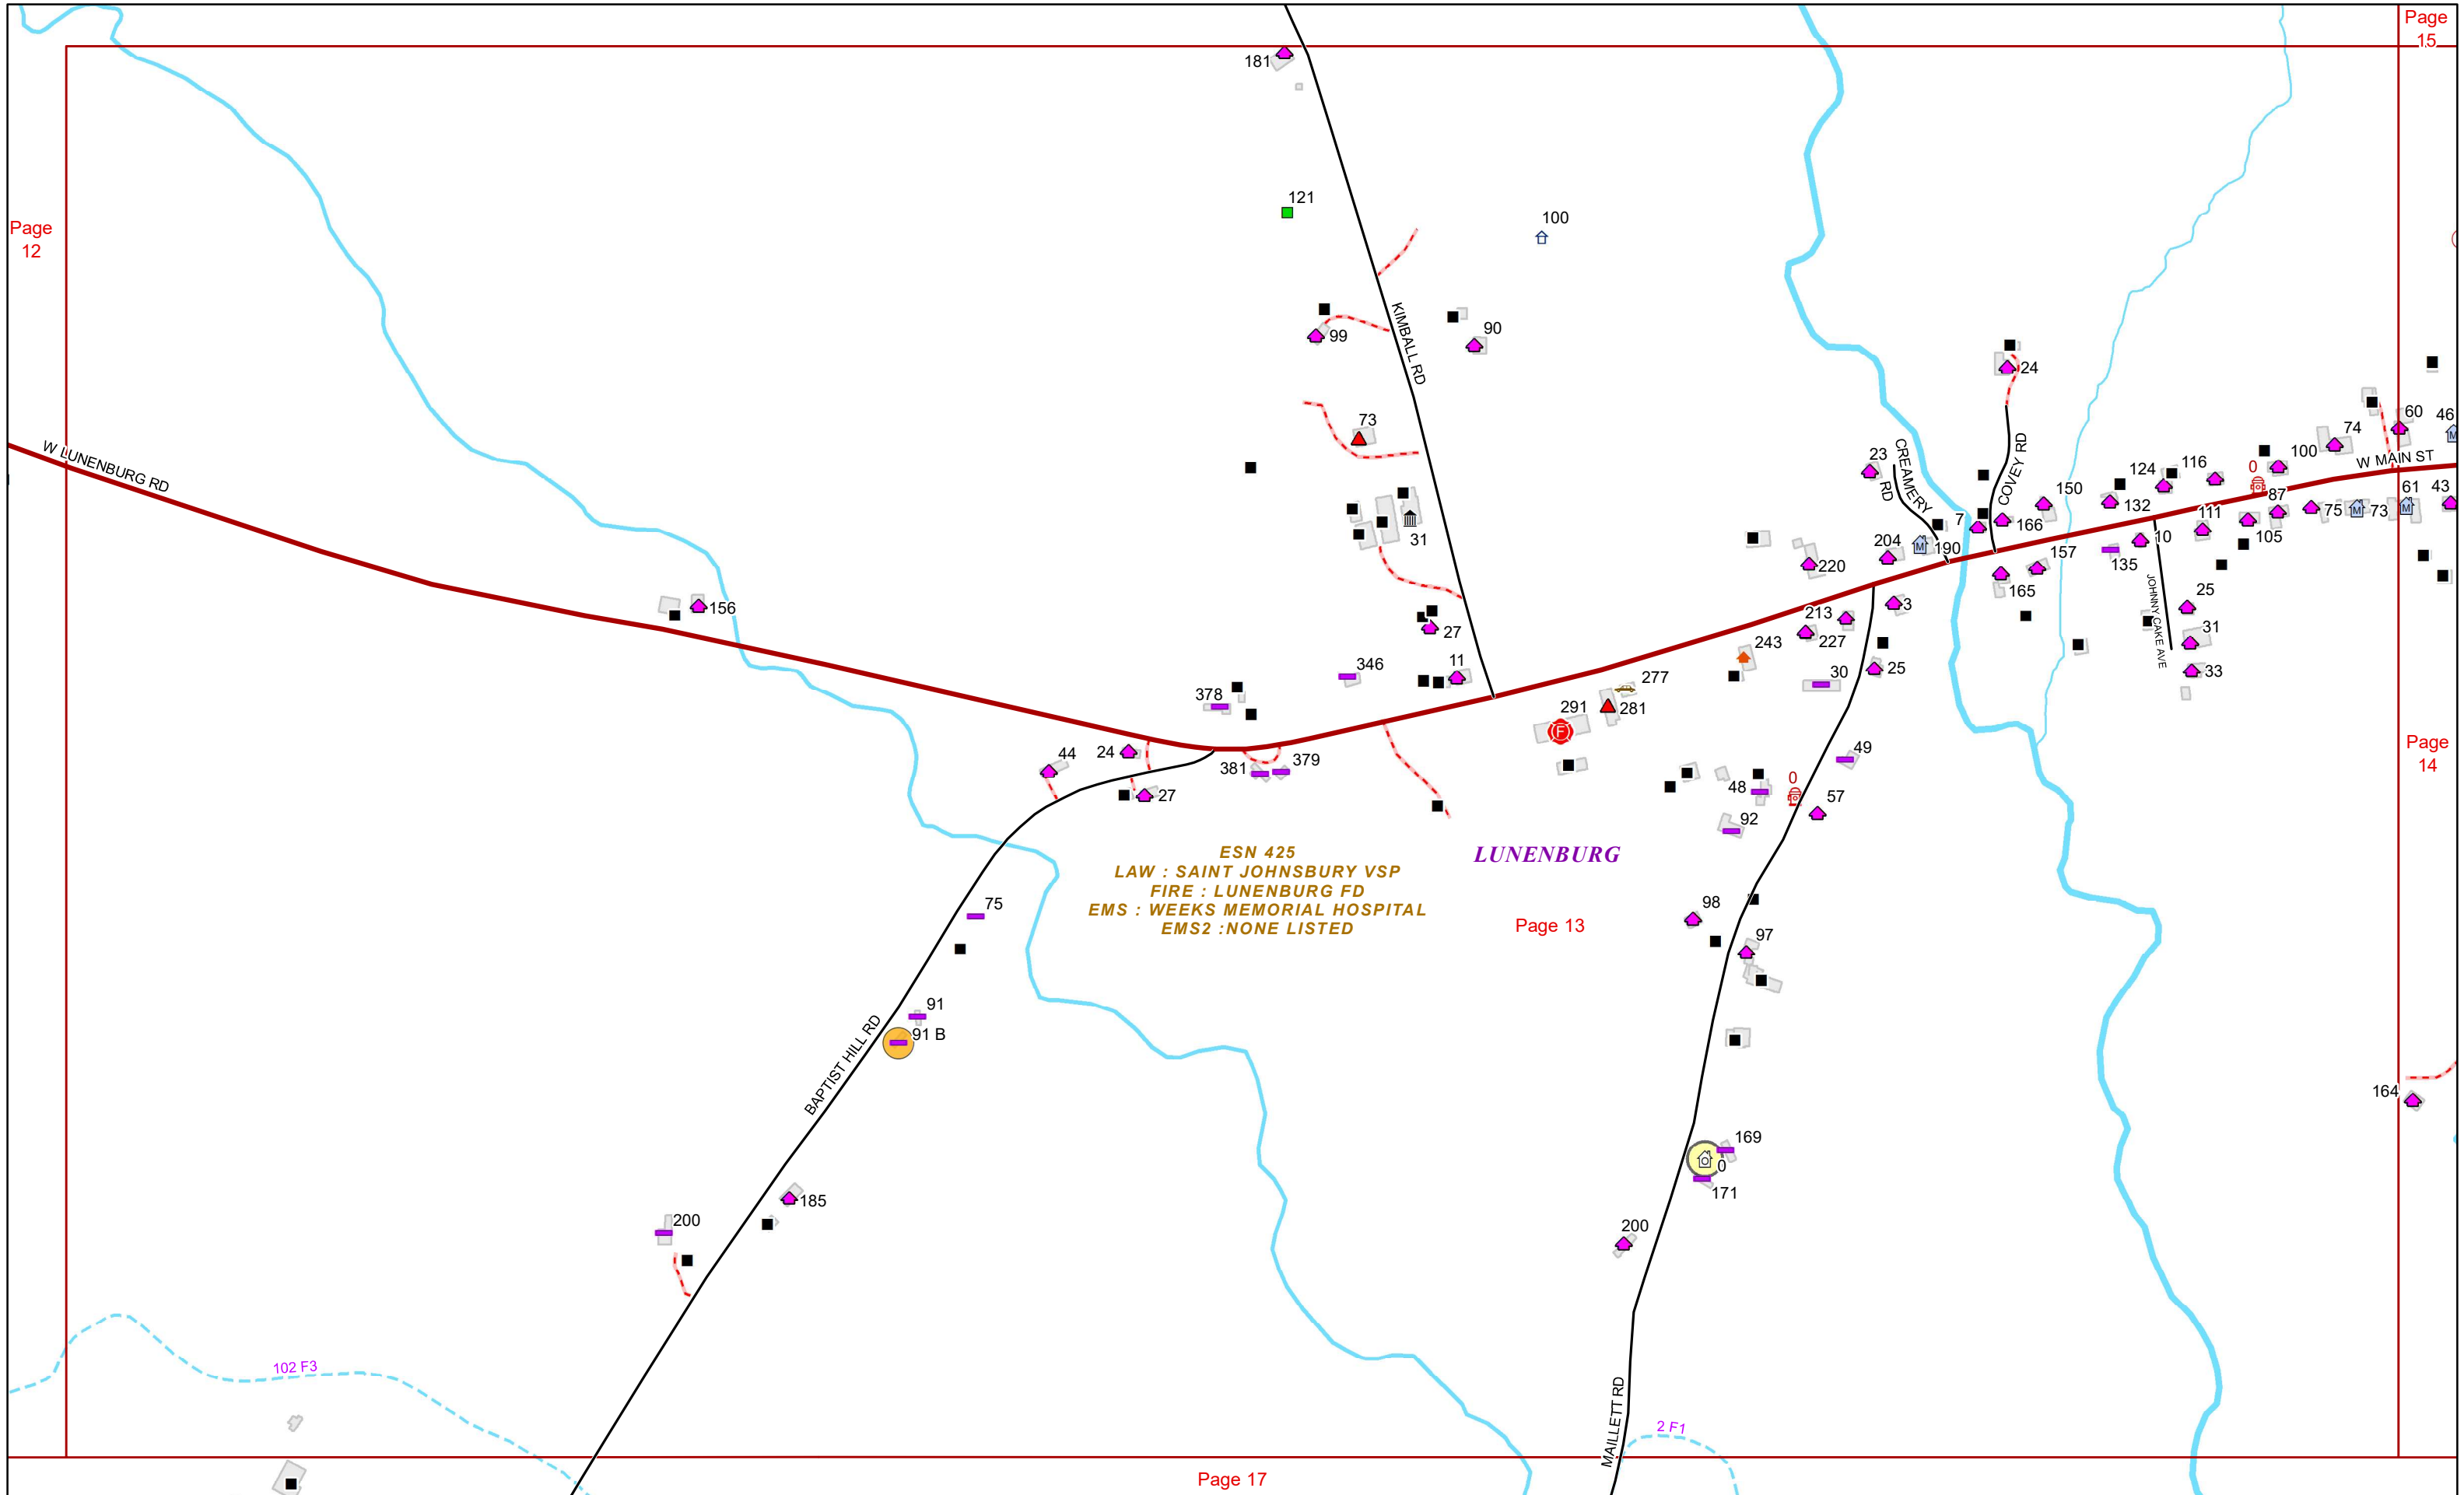 Page
15
181
121
100
Page
12
99
90
KIMBALL RD
24
73
60
46
74
W LUNENBURG RD
CREAMERY
RD
23
COVEY RD
100
W MAIN ST
0
116
124
61
43
87
150
132
75
M
73
M
M
31
7
166
111
105
10
204
M
190
220
157
135
165
156
JOHNNY CAKE AVE
25
3
213
227
27
31
243
11
346
33
30
25
277
378
281
291
F
Page
14
49
44
24
379
381
0
48
57
27
92
ESN 425
LAW : SAINT JOHNSBURY VSP
FIRE : LUNENBURG FD
EMS : WEEKS MEMORIAL HOSPITAL
EMS2 :NONE LISTED
LUNENBURG
75
98
Page 13
97
91
91 B
BAPTIST HILL RD
164
169
0
171
185
200
200
102 F3
MAILLETT RD
2 F1
Page 17